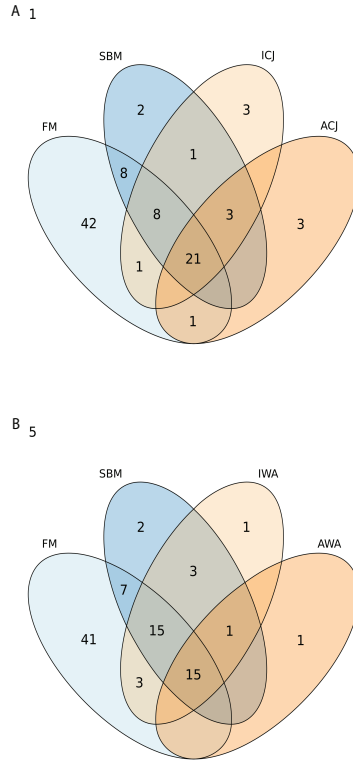 A 1
SBM ICJ
FM ACJ
2 3
1
8
8 3
42 3
21
1
1
B 5
SBM IWA
FM AWA
2 1
3
7
15 1
41 1
15
3